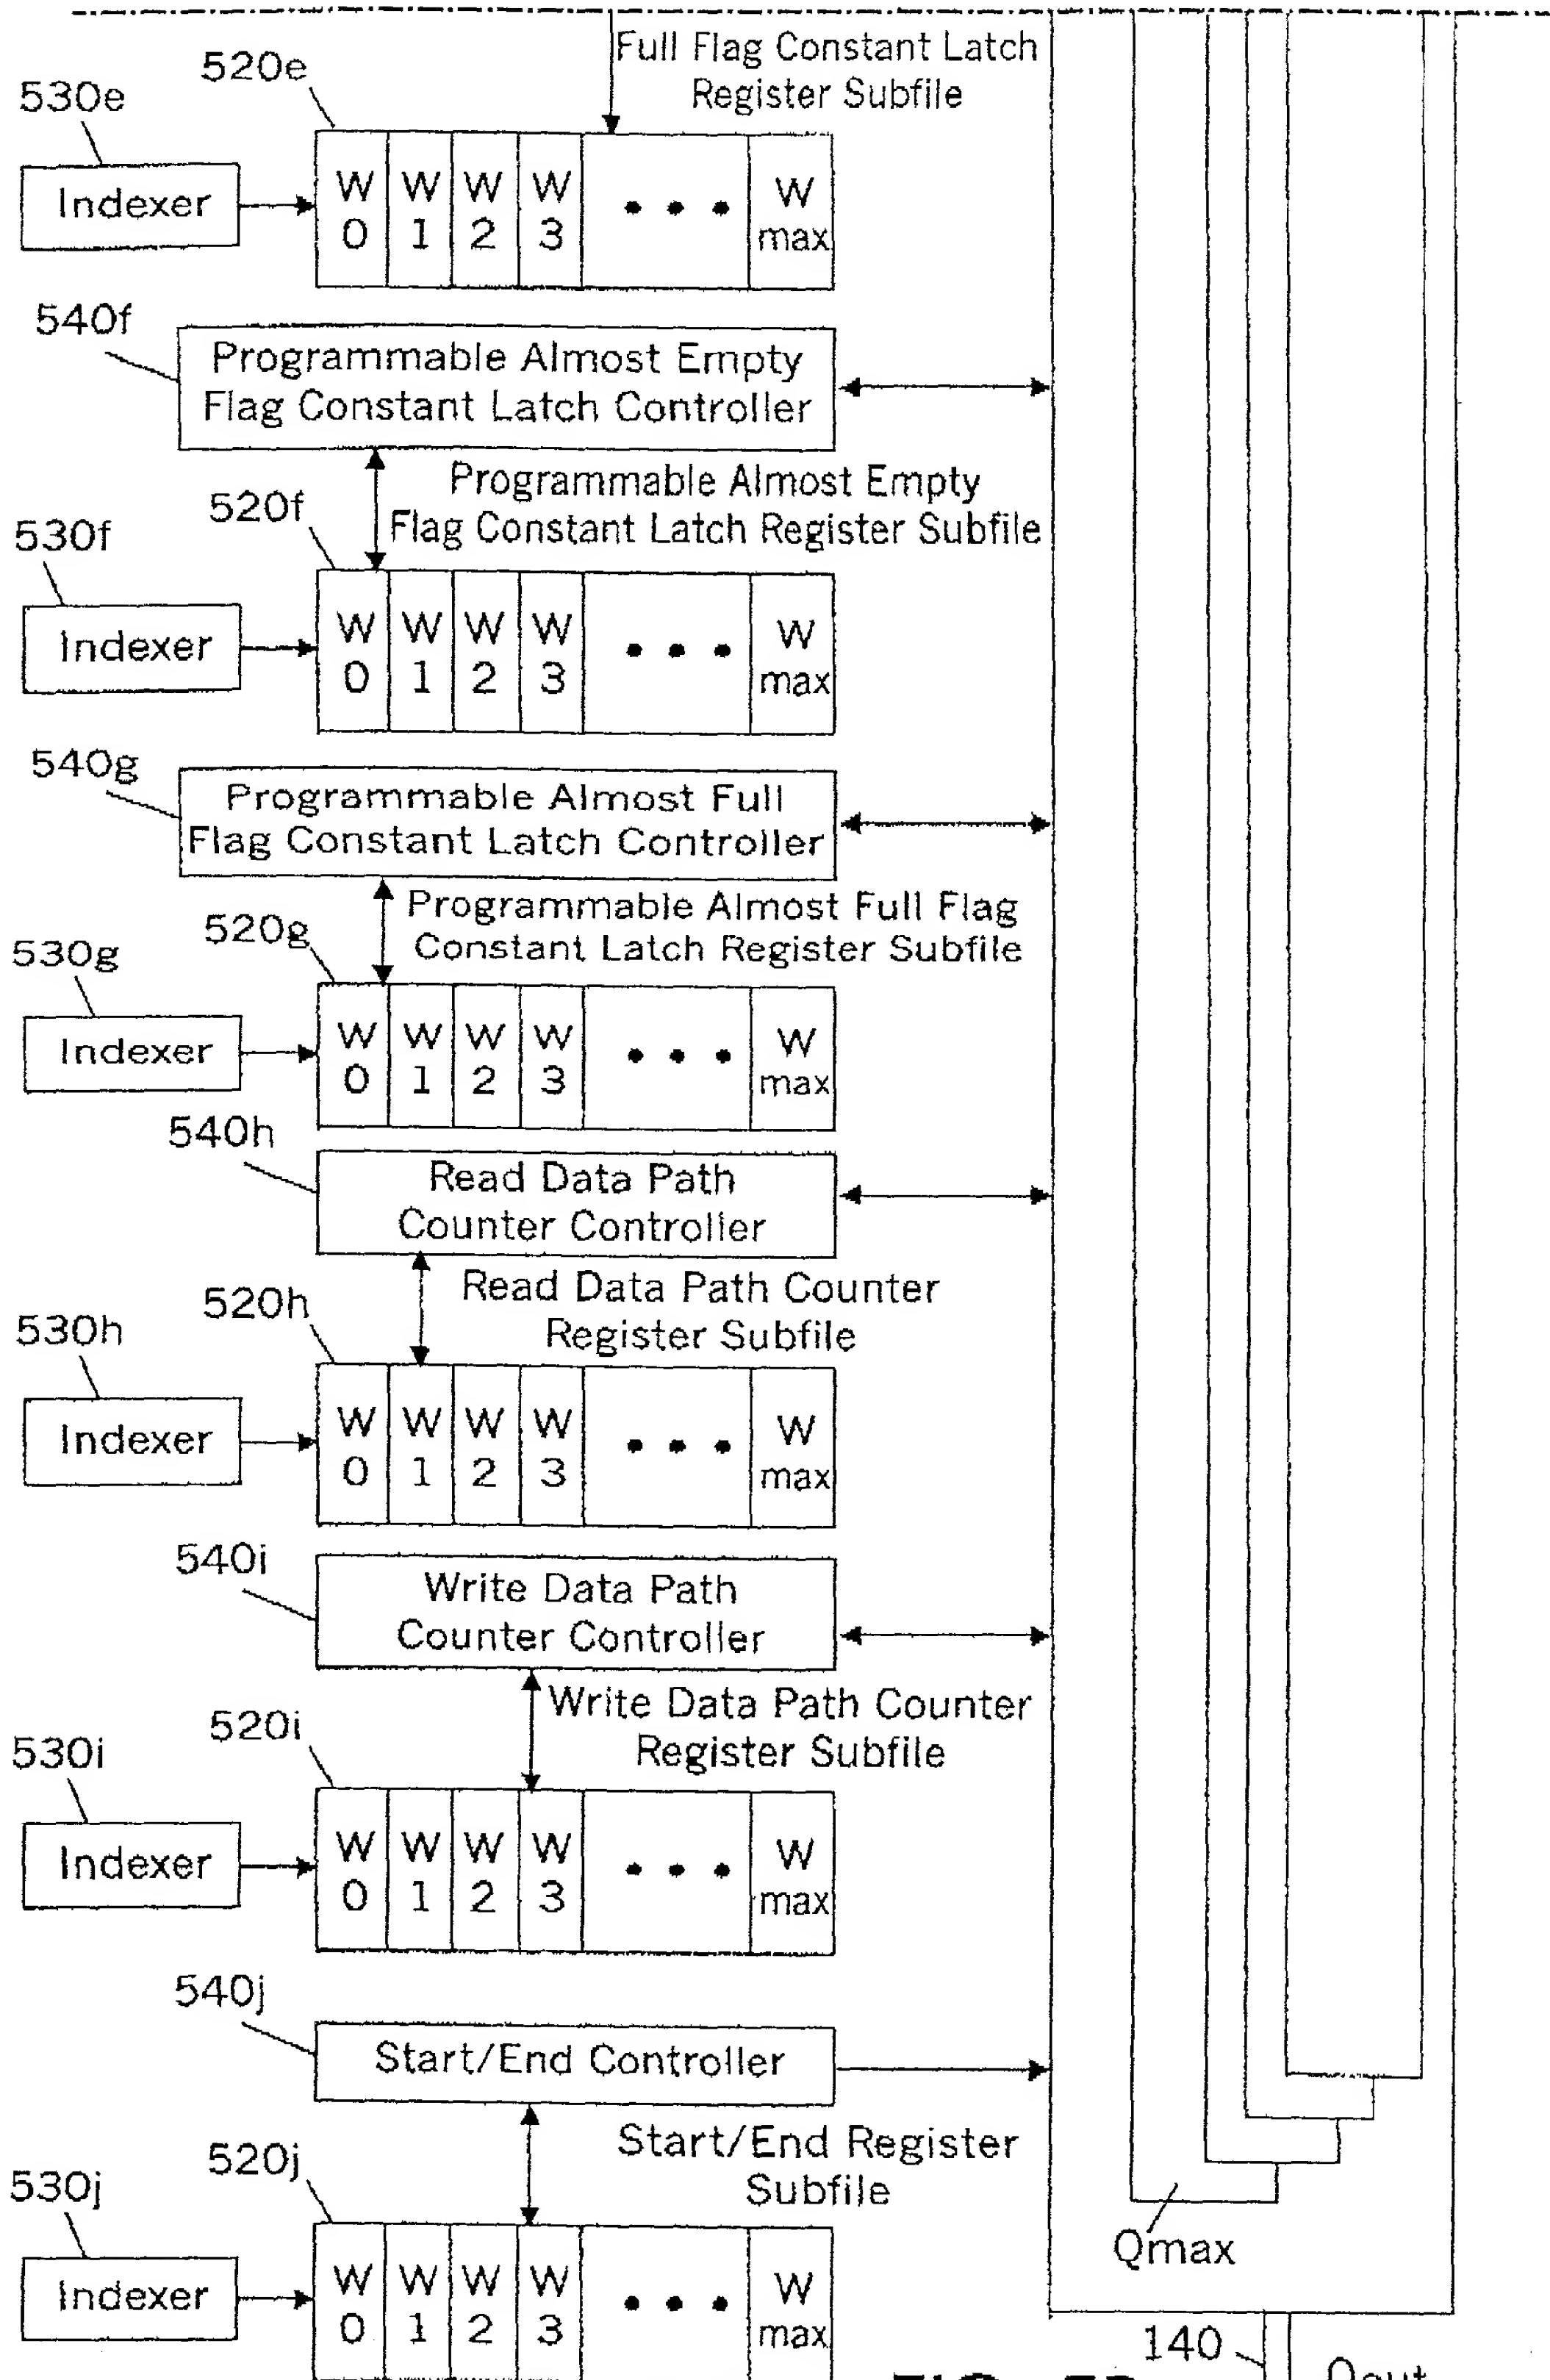 Full Flag Constant Latch
Register Subfile
520e
530e
Indexer
W W W W W
0 1 2 3 • • • max
540f
Programmable Almost Empty
Flag Constant Latch Controller
Programmable Almost Empty
Flag Constant Latch Register Subfile
520f
530f
Indexer
W W W W W
0 1 2 3 • • • max
540g
Programmable Almost Full
Flag Constant Latch Controller
Programmable Almost Full Flag
Constant Latch Register Subfile
520g
530g
Indexer
W W W W W
0 1 2 3 • • • max
540h
Read Data Path
Counter Controller
Read Data Path Counter
Register Subfile
520h
530h
Indexer
W W W W W
0 1 2 3 • • • max
540i
Write Data Path
Counter Controller
Write Data Path Counter
Register Subfile
520i
530i
Indexer
W W W W W
0 1 2 3 • • • max
540j
Start/End Controller
Start/End Register
Subfile
520j
530j
Indexer
W W W W W
0 1 2 3 • • • max
Qmax
140
Qout